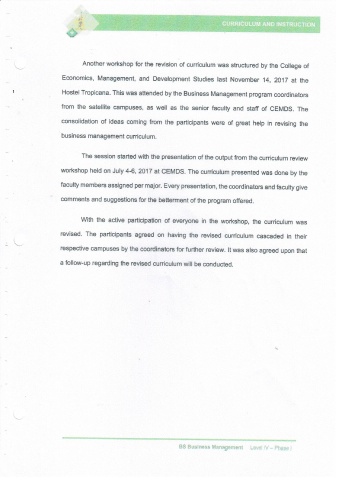 CURRICULUM AND INSTRUCTION
Another workshop for the revision of curriculum was structured by the College of
Economics, Management, and Development Studies last November 14, 2017 at the
Hostel Tropicana. This was attended by the Business Management program coordinators
from the satellite campuses, as well as the senior faculty and staff of CEMDS. The
consolidation of ideas coming from the participants were of great help in revising the
business management curriculum.
The session started with the presentation of the output from the curriculum review
workshop held on July 4-6, 2017 at CEMDS. The curriculum presented was done by the
faculty members assigned per major. Every presentation, the coordinators and faculty give
comments and suggestions for the betterment of the program offered.
With the active participation of everyone in the workshop, the curriculum was
revised. The participants agreed on having the revised curriculum cascaded in their
respective campuses by the coordinators for further review. It was also agreed upon that
a follow-up regarding the revised curriculum will be conducted.
BS Business Management Level IV – Phase I